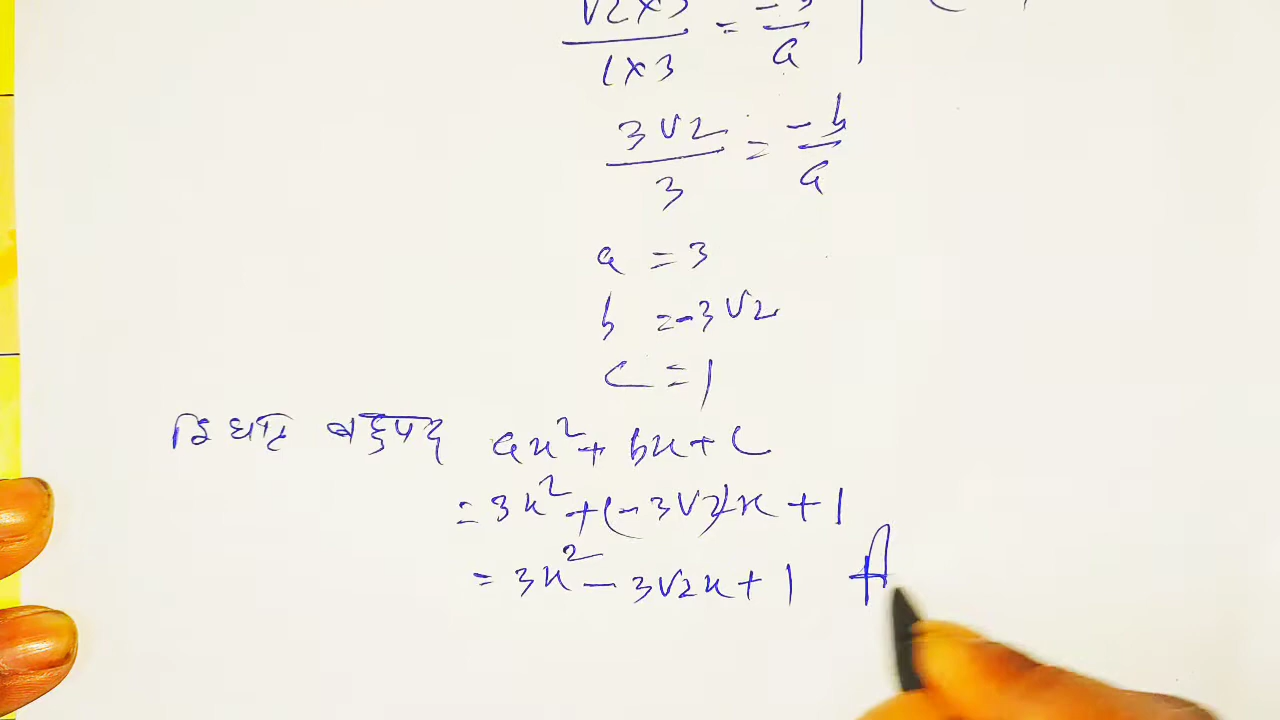 √2×3/1×3 = -b/a
3√2/3 = -b/a
a = 3
b = -3√2
c = 1
द्विघात बहुपद ax² + bx + c
= 3x² + (-3√2)x + 1
= 3x² - 3√2x + 1 A